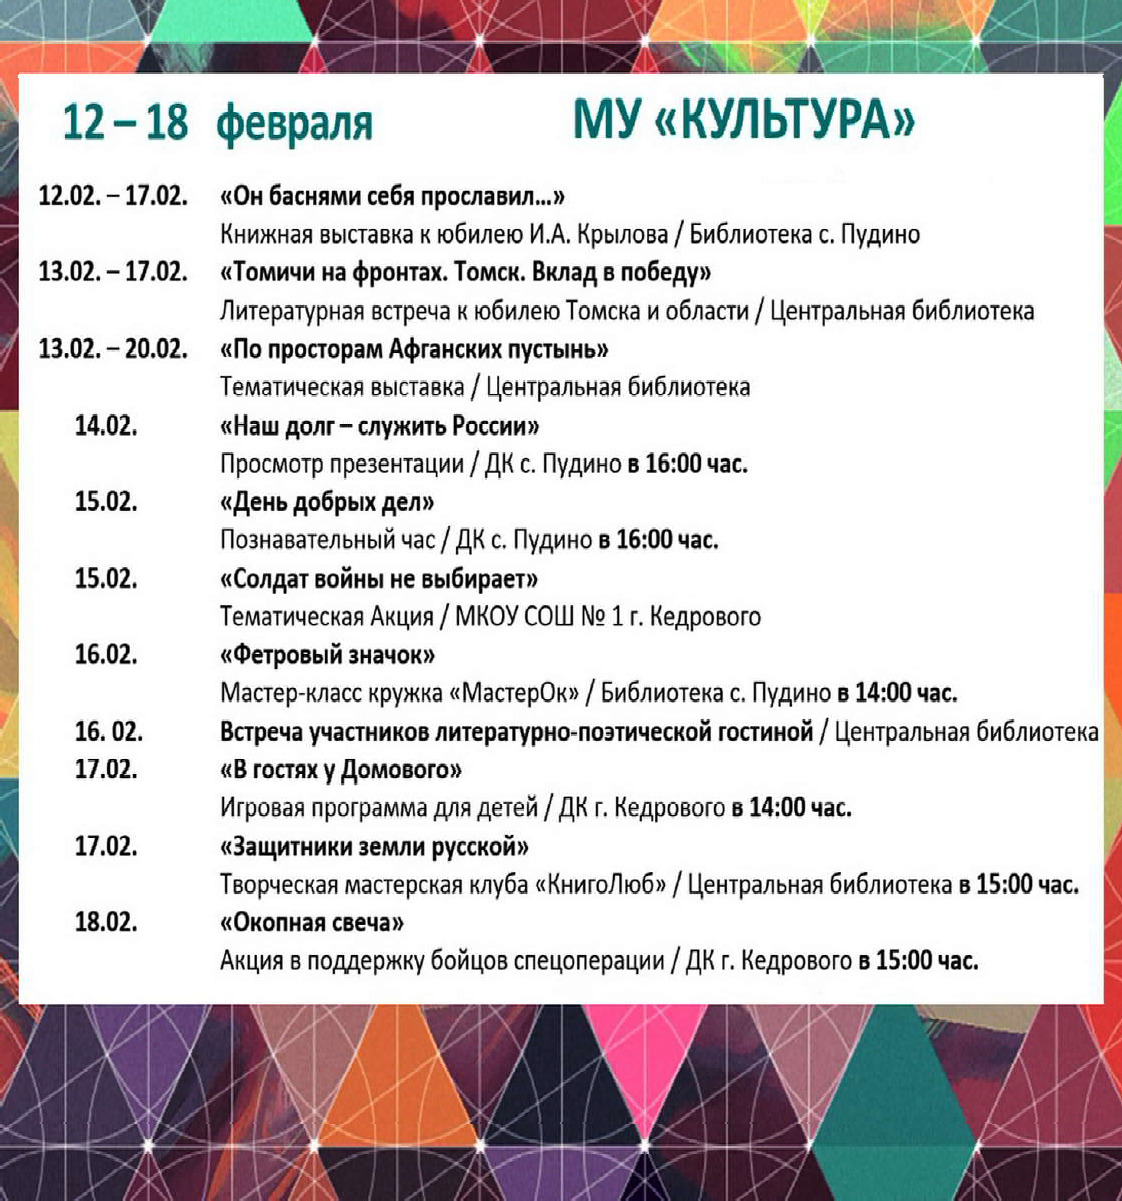 12 – 18 февраля МУ «КУЛЬТУРА»
12.02. – 17.02. «Он баснями себя прославил...»
Книжная выставка к юбилею И.А. Крылова / Библиотека с. Пудино
13.02. – 17.02. «Томичи на фронтах. Томск. Вклад в победу»
Литературная встреча к юбилею Томска и области / Центральная библиотека
13.02. – 20.02. «По просторам Афганских пустынь»
Тематическая выставка / Центральная библиотека
14.02. «Наш долг – служить России»
Просмотр презентации / ДК с. Пудино в 16:00 час.
15.02. «День добрых дел»
Познавательный час / ДК с. Пудино в 16:00 час.
15.02. «Солдат войны не выбирает»
Тематическая Акция / МКОУ СОШ № 1 г. Кедрового
16.02. «Фетровый значок»
Мастер-класс кружка «МастерОк» / Библиотека с. Пудино в 14:00 час.
16. 02. Встреча участников литературно-поэтической гостиной / Центральная библиотека
17.02. «В гостях у Домового»
Игровая программа для детей / ДК г. Кедрового в 14:00 час.
17.02. «Защитники земли русской»
Творческая мастерская клуба «КнигоЛюб» / Центральная библиотека в 15:00 час.
18.02. «Окопная свеча»
Акция в поддержку бойцов спецоперации / ДК г. Кедрового в 15:00 час.